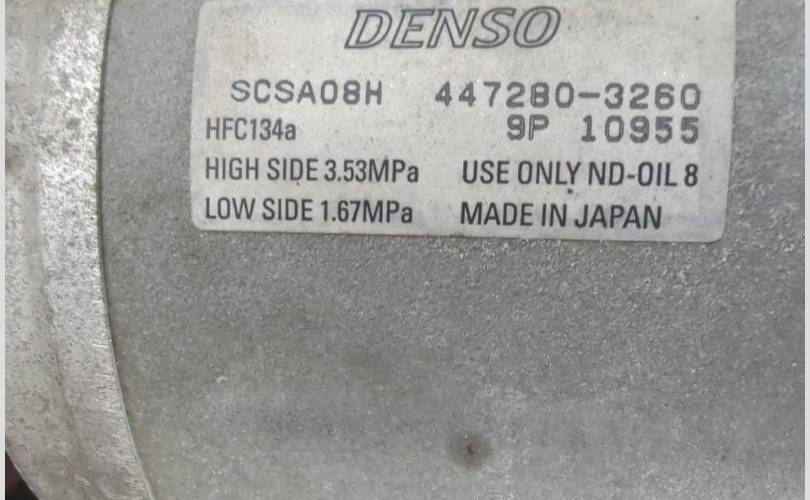 DENSO
SCSA08H 447280-3260
HFC134a 9P 10955
HIGH SIDE 3.53MPa USE ONLY ND-OIL 8
LOW SIDE 1.67MPa MADE IN JAPAN